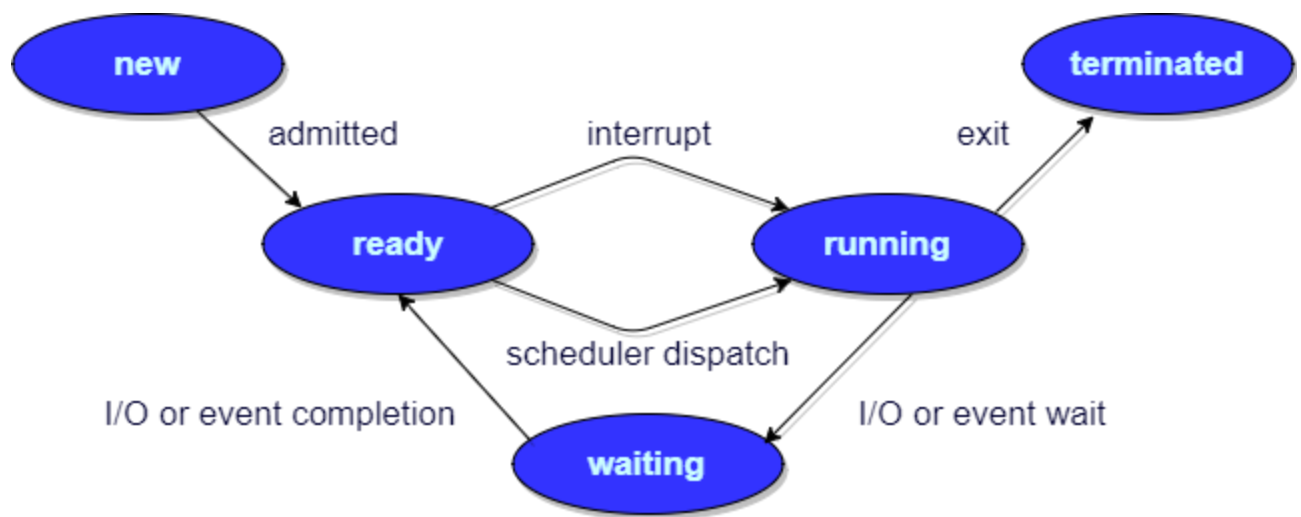 new
terminated
admitted
interrupt
exit
ready
running
scheduler dispatch
I/O or event completion
I/O or event wait
waiting